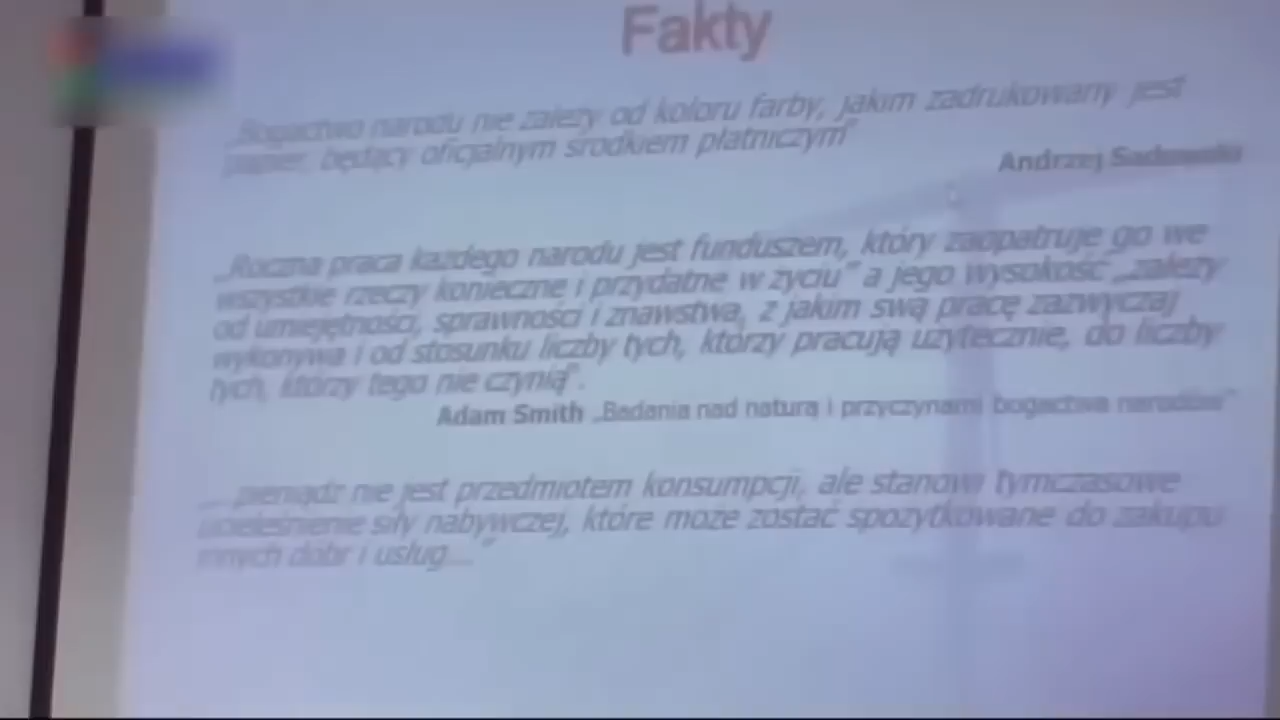 Fakty
„Bogactwo narodu nie zależy od koloru farby, jakim zadrukowany jest
papier, będący oficjalnym środkiem płatniczym”
Andrzej Sadowski
„Roczna praca każdego narodu jest funduszem, który zaopatruje go we
wszystkie rzeczy konieczne i przydatne w życiu” a jego wysokość „zależy
od umiejętności, sprawności i znawstwa, z jakim swą pracę zazwyczaj
wykonywa i od stosunku liczby tych, którzy pracują użytecznie, do liczby
tych, którzy tego nie czynią”.
Adam Smith „Badania nad naturą i przyczynami bogactwa narodów”
„...pieniądz nie jest przedmiotem konsumpcji, ale stanowi tymczasowe
ucieleśnienie siły nabywczej, które może zostać spożytkowane do zakupu
innych dóbr i usług...”